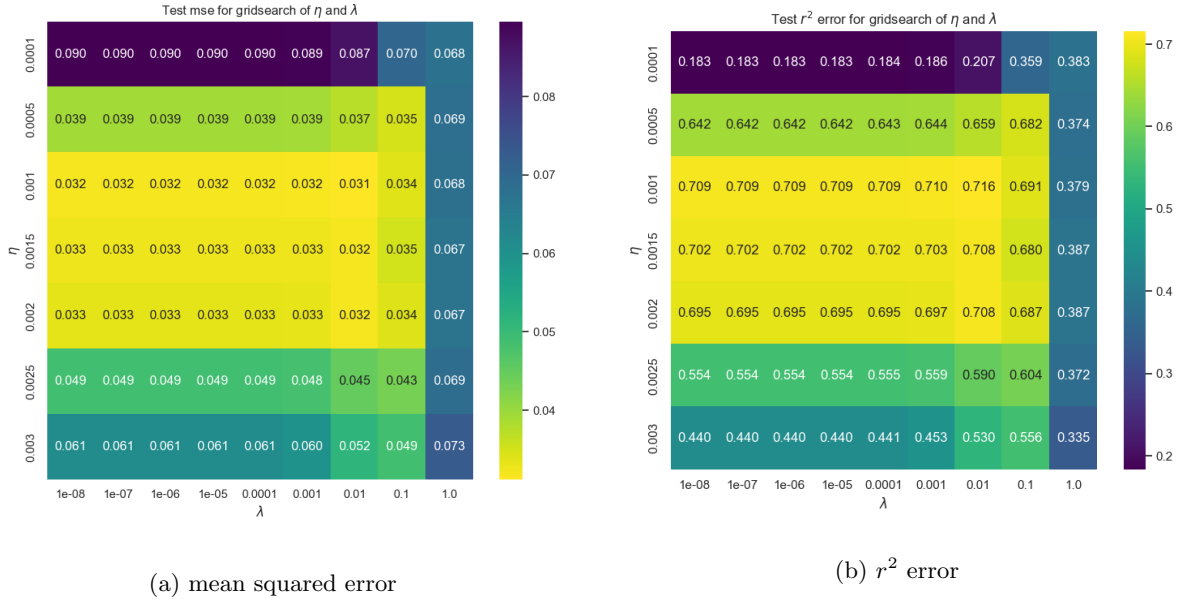 Test mse for gridsearch of η and λ
0.0001 0.090 0.090 0.090 0.090 0.090 0.089 0.087 0.070 0.068
0.0005 0.039 0.039 0.039 0.039 0.039 0.039 0.037 0.035 0.069
0.001 0.032 0.032 0.032 0.032 0.032 0.032 0.031 0.034 0.068
η
0.0015 0.033 0.033 0.033 0.033 0.033 0.033 0.032 0.035 0.067
0.002 0.033 0.033 0.033 0.033 0.033 0.033 0.032 0.034 0.067
0.0025 0.049 0.049 0.049 0.049 0.049 0.048 0.045 0.043 0.069
0.003 0.061 0.061 0.061 0.061 0.061 0.060 0.052 0.049 0.073
1e-08 1e-07 1e-06 1e-05 0.0001 0.001 0.01 0.1 1.0
λ
0.08
0.07
0.06
0.05
0.04
(a) mean squared error
Test r² error for gridsearch of η and λ
0.0001 0.183 0.183 0.183 0.183 0.184 0.186 0.207 0.359 0.383
0.0005 0.642 0.642 0.642 0.642 0.643 0.644 0.659 0.682 0.374
0.001 0.709 0.709 0.709 0.709 0.709 0.710 0.716 0.691 0.379
η
0.0015 0.702 0.702 0.702 0.702 0.702 0.703 0.708 0.680 0.387
0.002 0.695 0.695 0.695 0.695 0.695 0.697 0.708 0.687 0.387
0.0025 0.554 0.554 0.554 0.554 0.555 0.559 0.590 0.604 0.372
0.003 0.440 0.440 0.440 0.440 0.441 0.453 0.530 0.556 0.335
1e-08 1e-07 1e-06 1e-05 0.0001 0.001 0.01 0.1 1.0
λ
0.7
0.6
0.5
0.4
0.3
0.2
(b) r² error